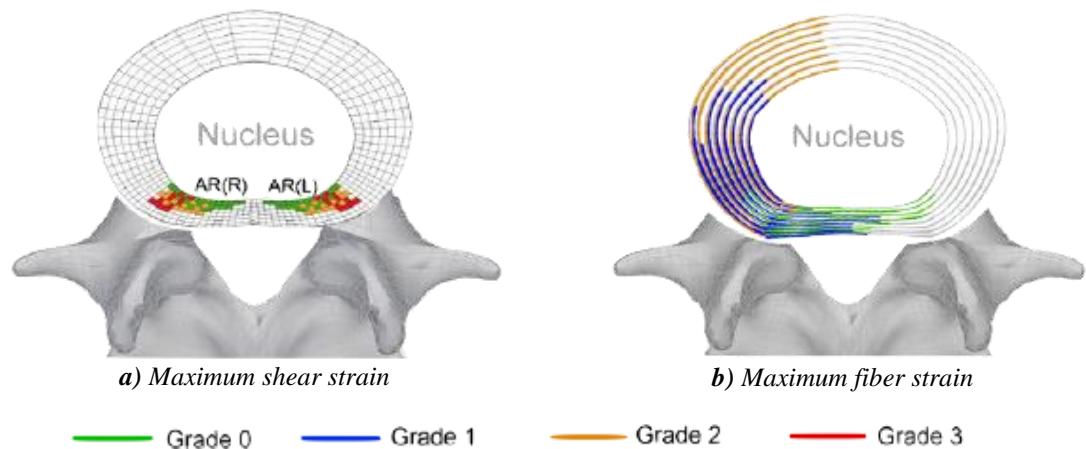 Nucleus
AR(R) AR(L)
Nucleus
a) Maximum shear strain
b) Maximum fiber strain
Grade 0 Grade 1 Grade 2 Grade 3